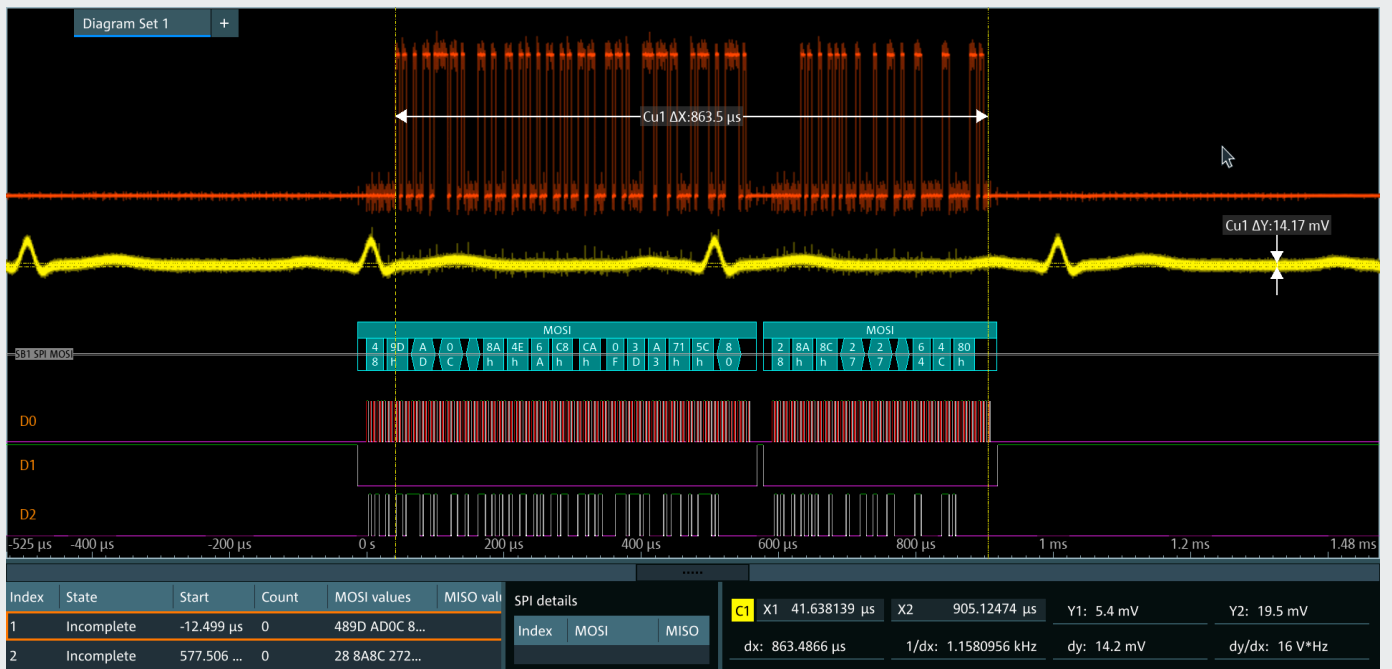 Diagram Set 1 +
Cu1 ΔX:863.5 µs
Cu1 ΔY:14.17 mV
MOSI MOSI
SB1 SPI MOSI
4 9D A 0 8A 4E 6 C8 CA 0 3 A 71 5C 8 2 8A 8C 2 2 6 4 80
8 h D C h h A h h F D 3 h h 0 8 h h 7 7 4 C h
D0
D1
D2
-525 µs -400 µs -200 µs 0 s 200 µs 400 µs 600 µs 800 µs 1 ms 1.2 ms 1.48 ms
Index State Start Count MOSI values MISO valu
1 Incomplete -12.499 µs 0 489D AD0C 8...
2 Incomplete 577.506 ... 0 28 8A8C 272...
SPI details
Index MOSI MISO
C1 X1 41.638139 µs X2 905.12474 µs Y1: 5.4 mV Y2: 19.5 mV
dx: 863.4866 µs 1/dx: 1.1580956 kHz dy: 14.2 mV dy/dx: 16 V*Hz